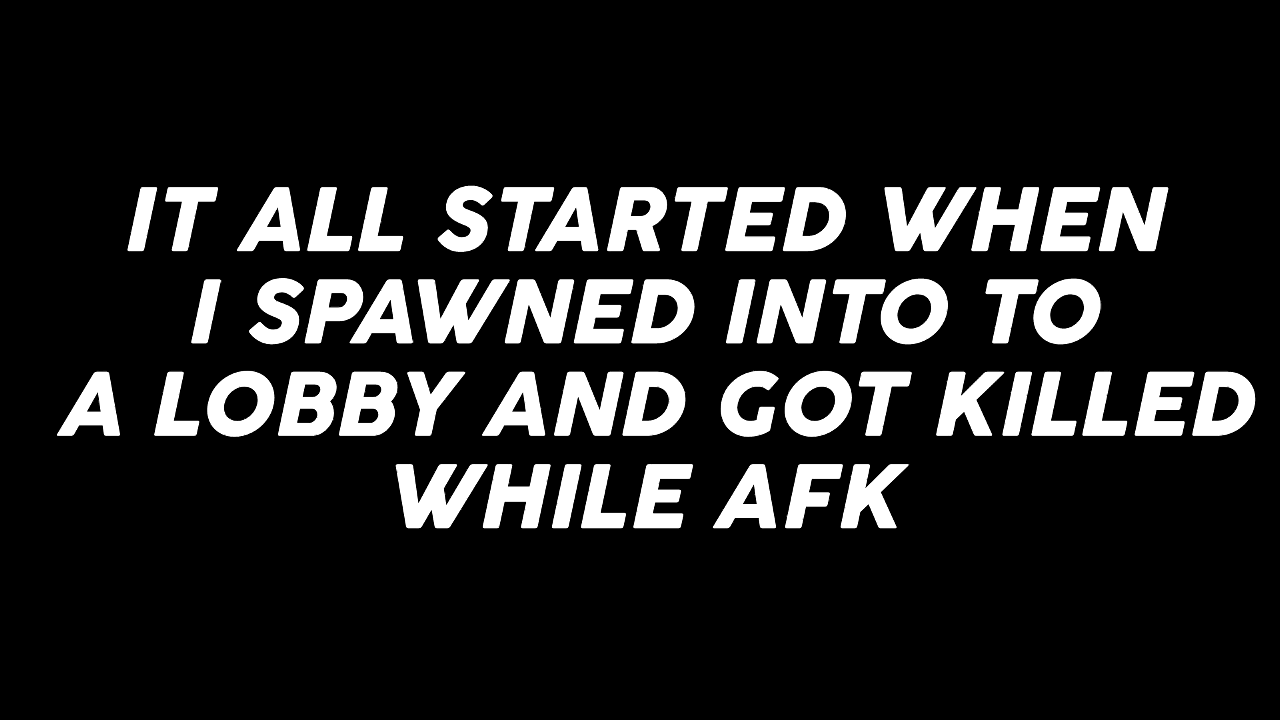 IT ALL STARTED WHEN
I SPAWNED INTO TO
A LOBBY AND GOT KILLED
WHILE AFK